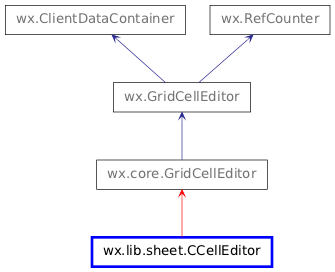 wx.ClientDataContainer
wx.RefCounter
wx.GridCellEditor
wx.core.GridCellEditor
wx.lib.sheet.CCellEditor